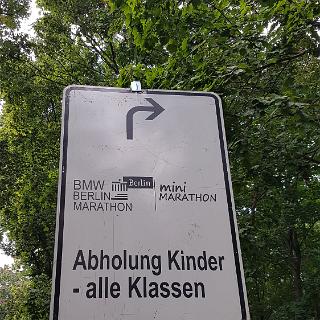 BMW BERLIN MARATHON
Berlin
mini MARATHON
Abholung Kinder
- alle Klassen